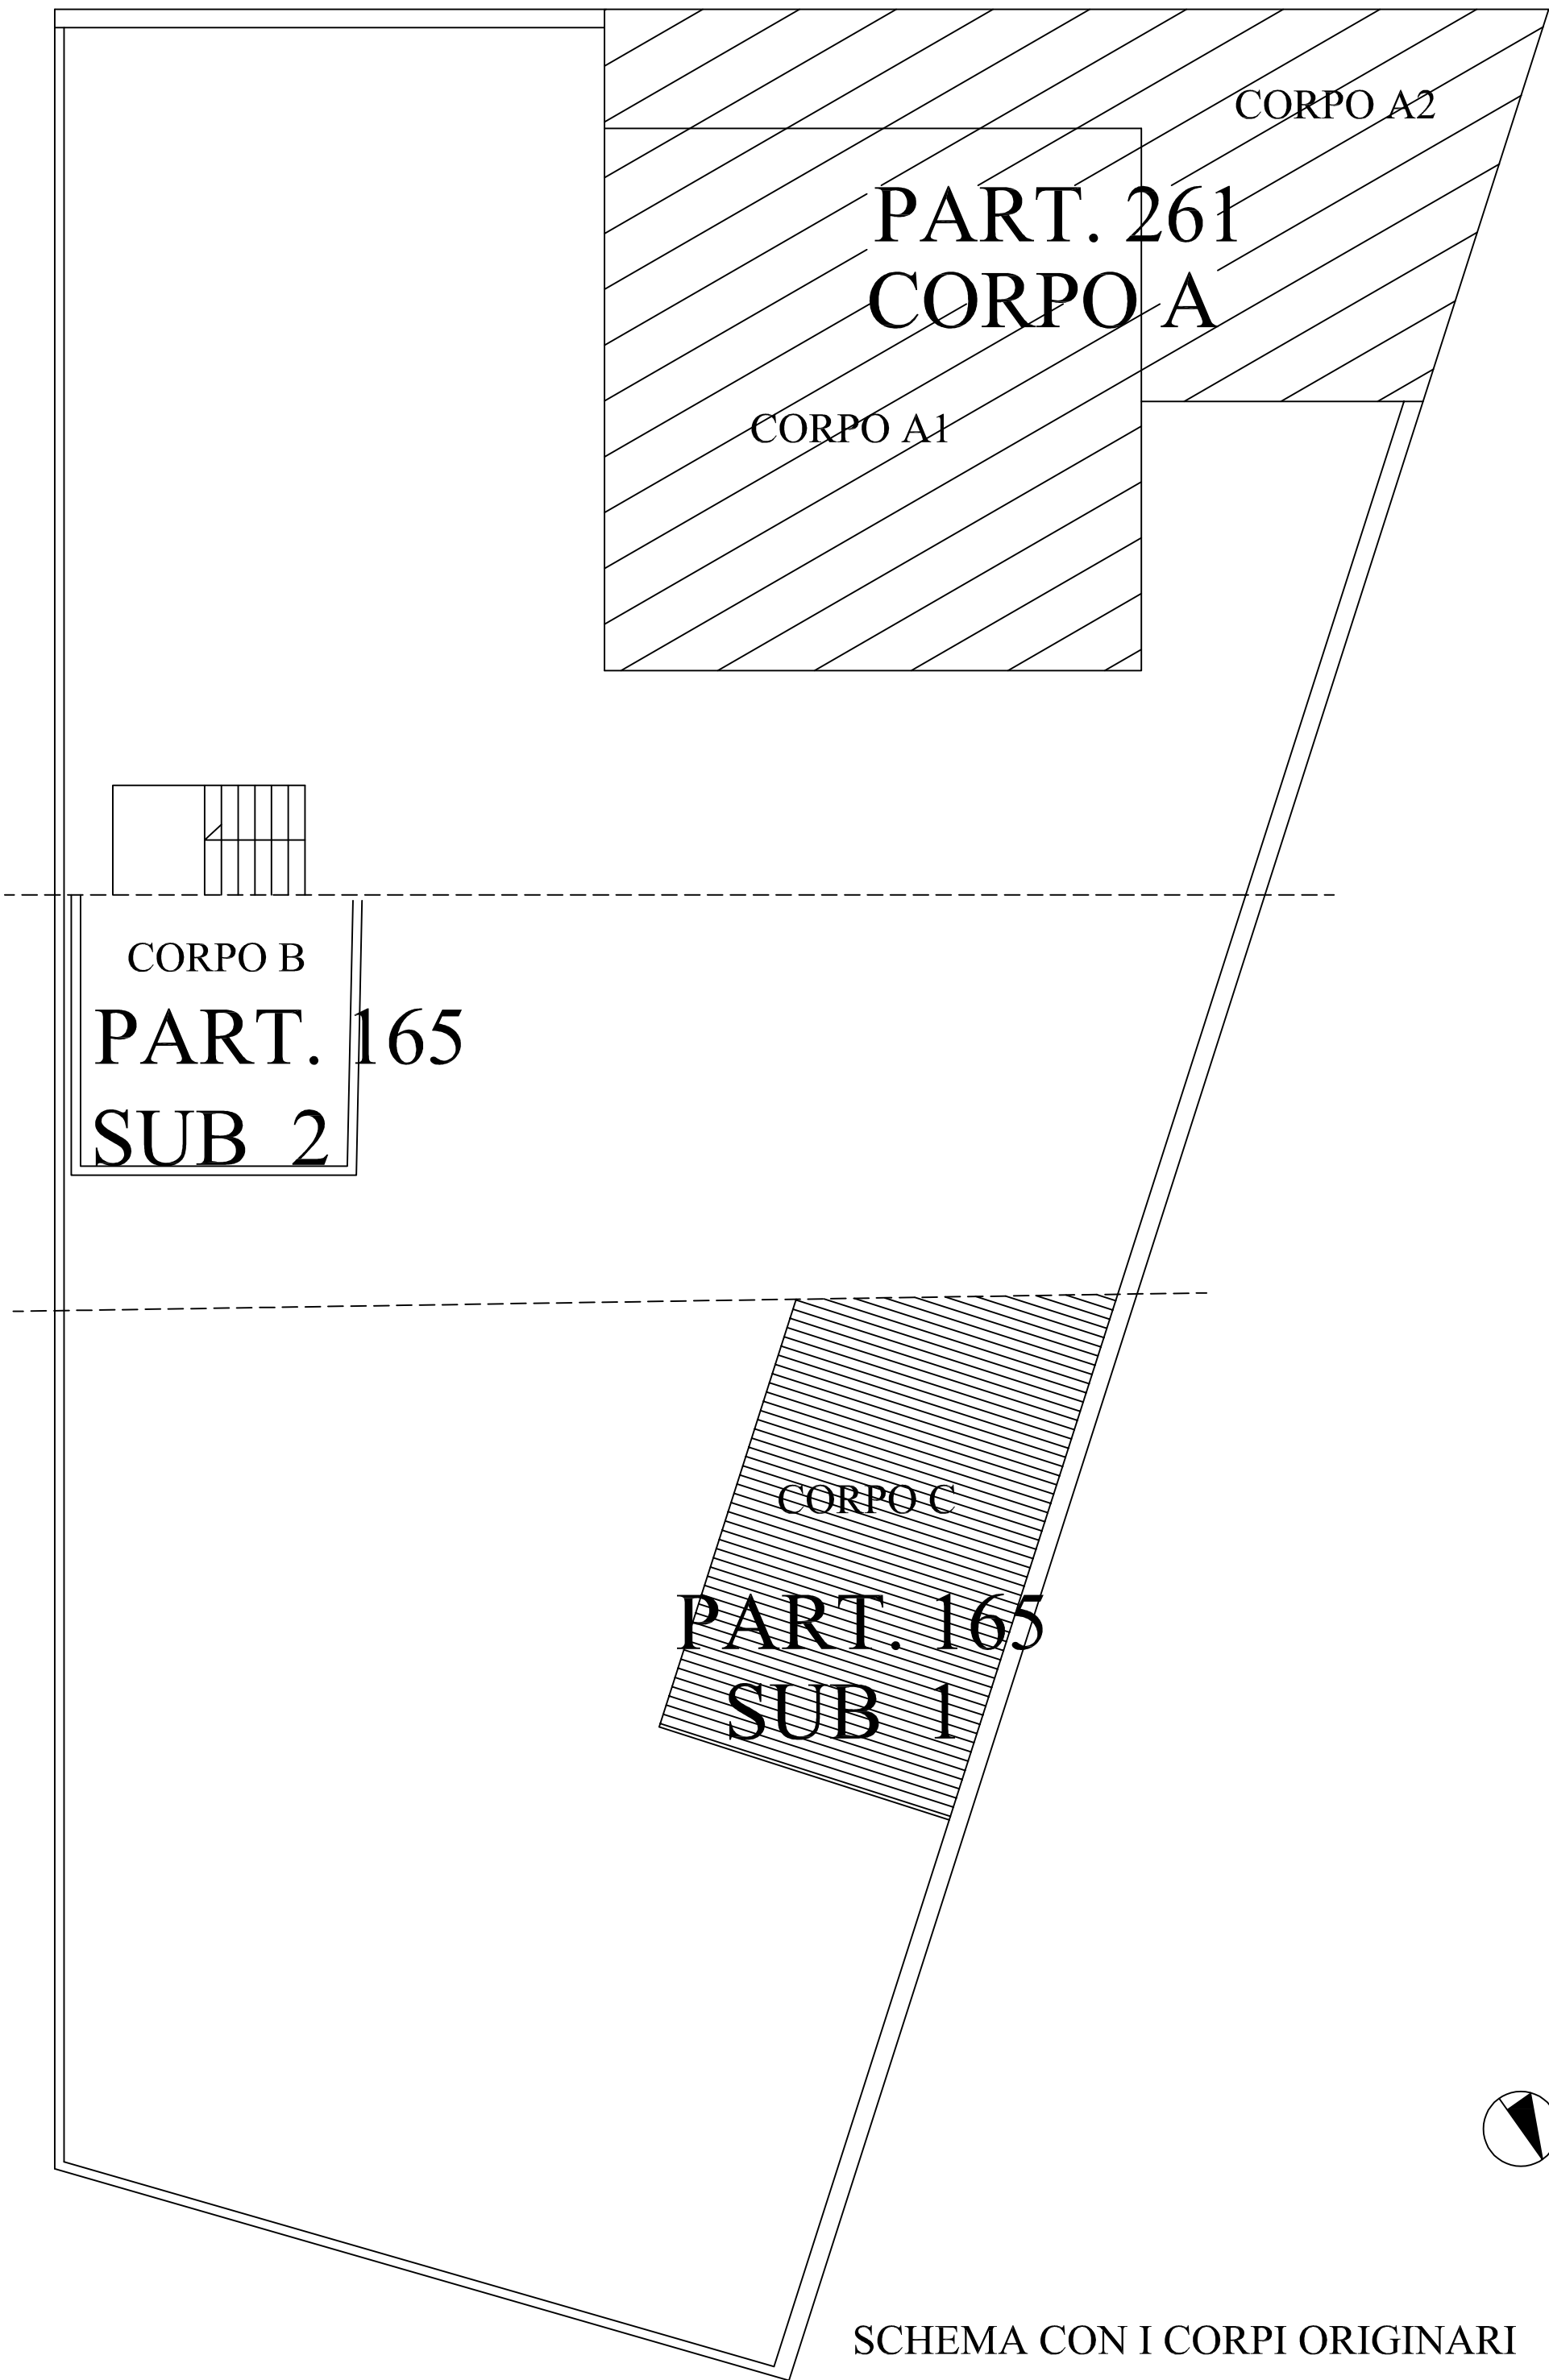 CORPO A2
PART. 261
CORPO A
CORPO A1
CORPO B
PART. 165
SUB 2
CORPO C
PART. 165
SUB 1
SCHEMA CON I CORPI ORIGINARI